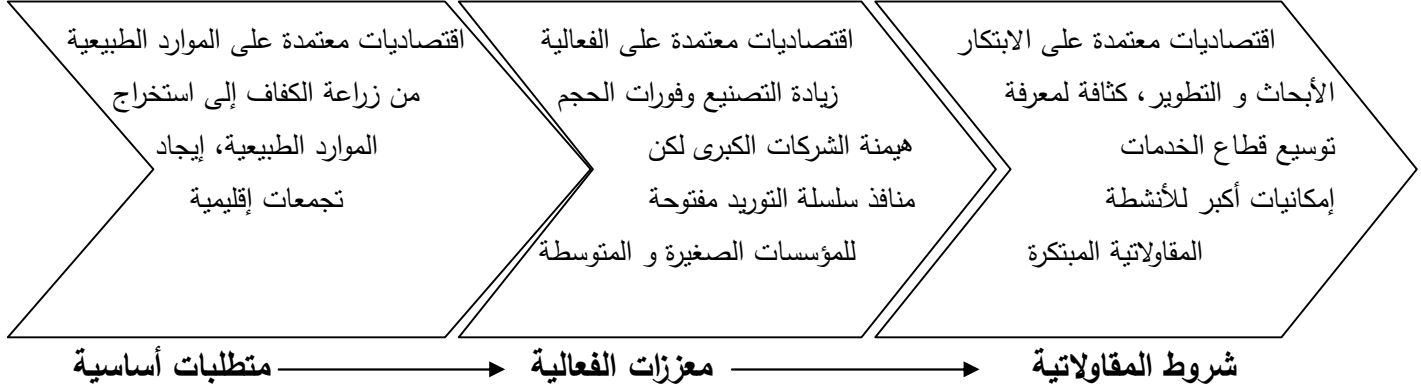 اقتصاديات معتمدة على الموارد الطبيعية
من زراعة الكفاف إلى استخراج
الموارد الطبيعية، إيجاد
تجمعات إقليمية
اقتصاديات معتمدة على الفعالية
زيادة التصنيع وفورات الحجم
هيمنة الشركات الكبرى لكن
منافذ سلسلة التوريد مفتوحة
للمؤسسات الصغيرة و المتوسطة
اقتصاديات معتمدة على الابتكار
الأبحاث و التطوير، كثافة لمعرفة
توسيع قطاع الخدمات
إمكانيات أكبر للأنشطة
المقاولاتية المبتكرة
متطلبات أساسية
معززات الفعالية
شروط المقاولاتية